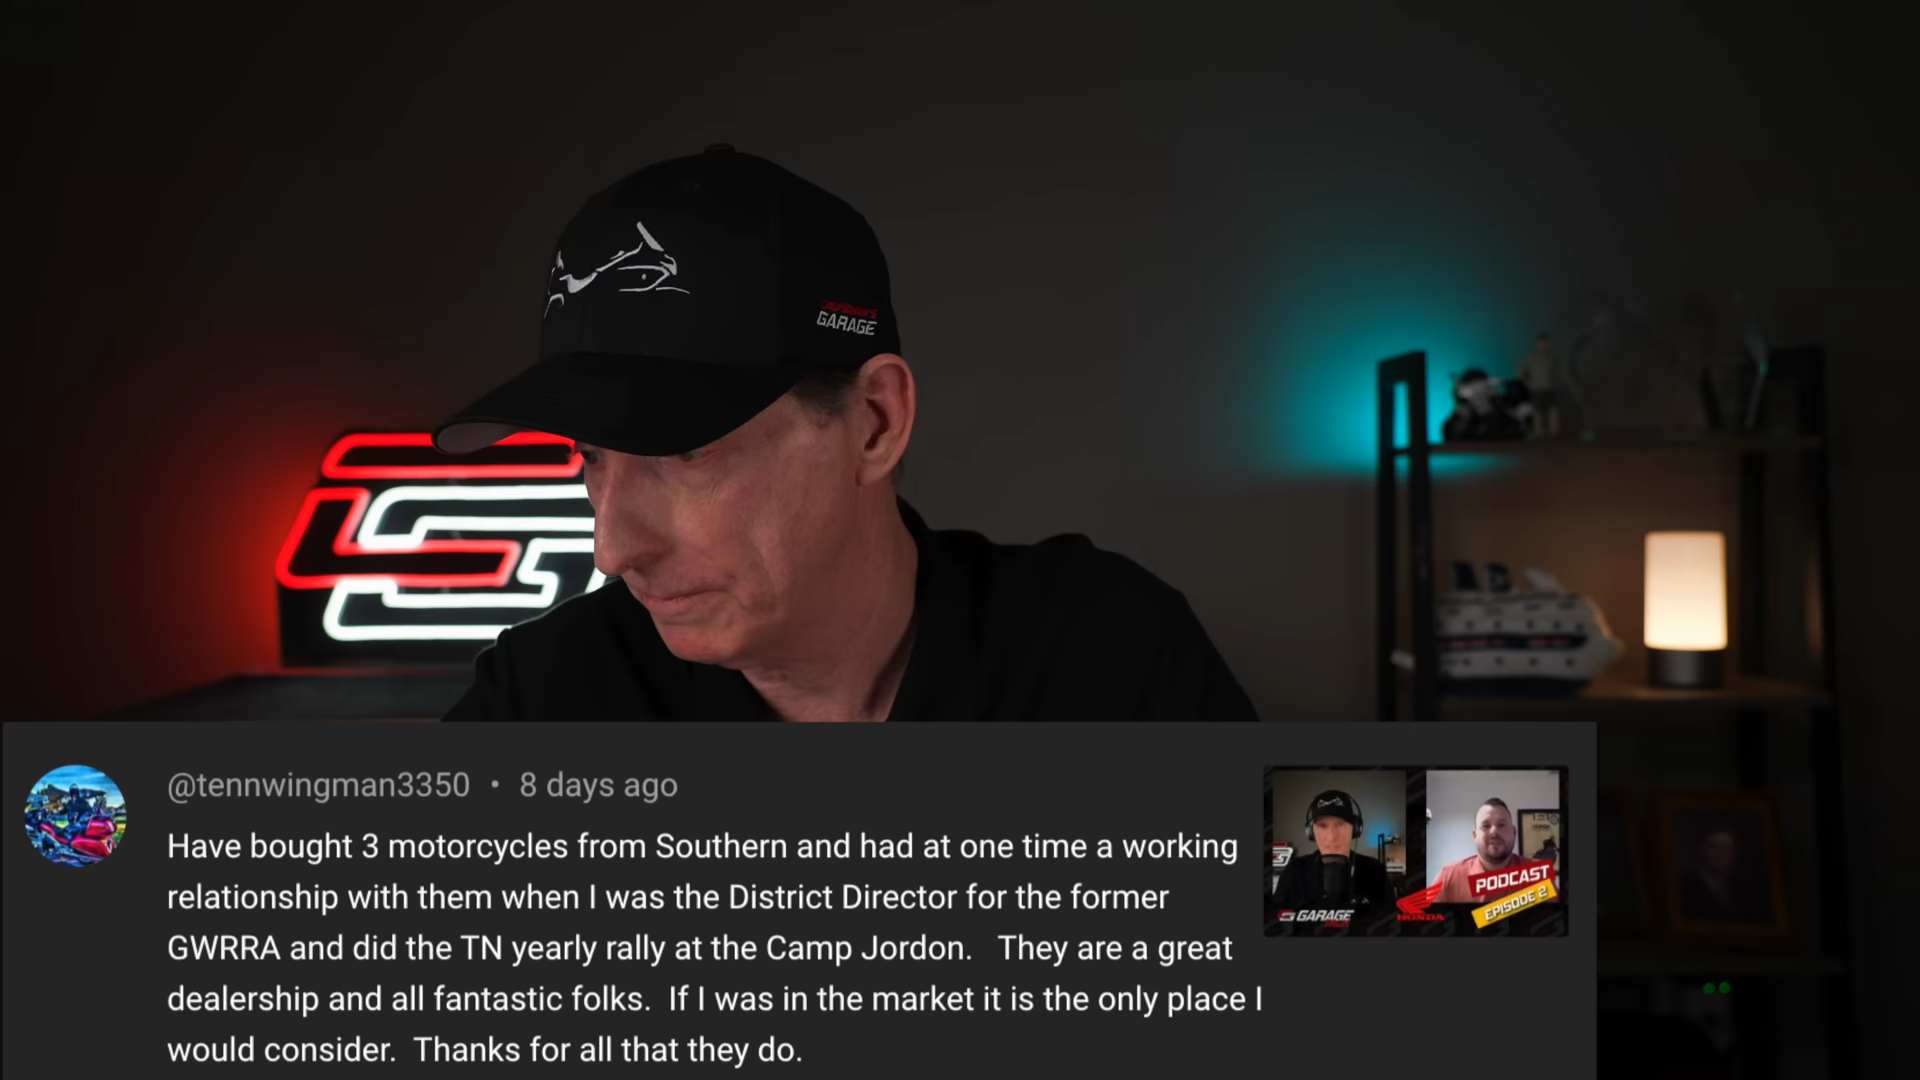 GARAGE
@tennwingman3350 • 8 days ago
Have bought 3 motorcycles from Southern and had at one time a working
relationship with them when I was the District Director for the former
GWRRA and did the TN yearly rally at the Camp Jordon. They are a great
dealership and all fantastic folks. If I was in the market it is the only place I
would consider. Thanks for all that they do.
PODCAST
EPISODE 2
GARAGE
HONDA